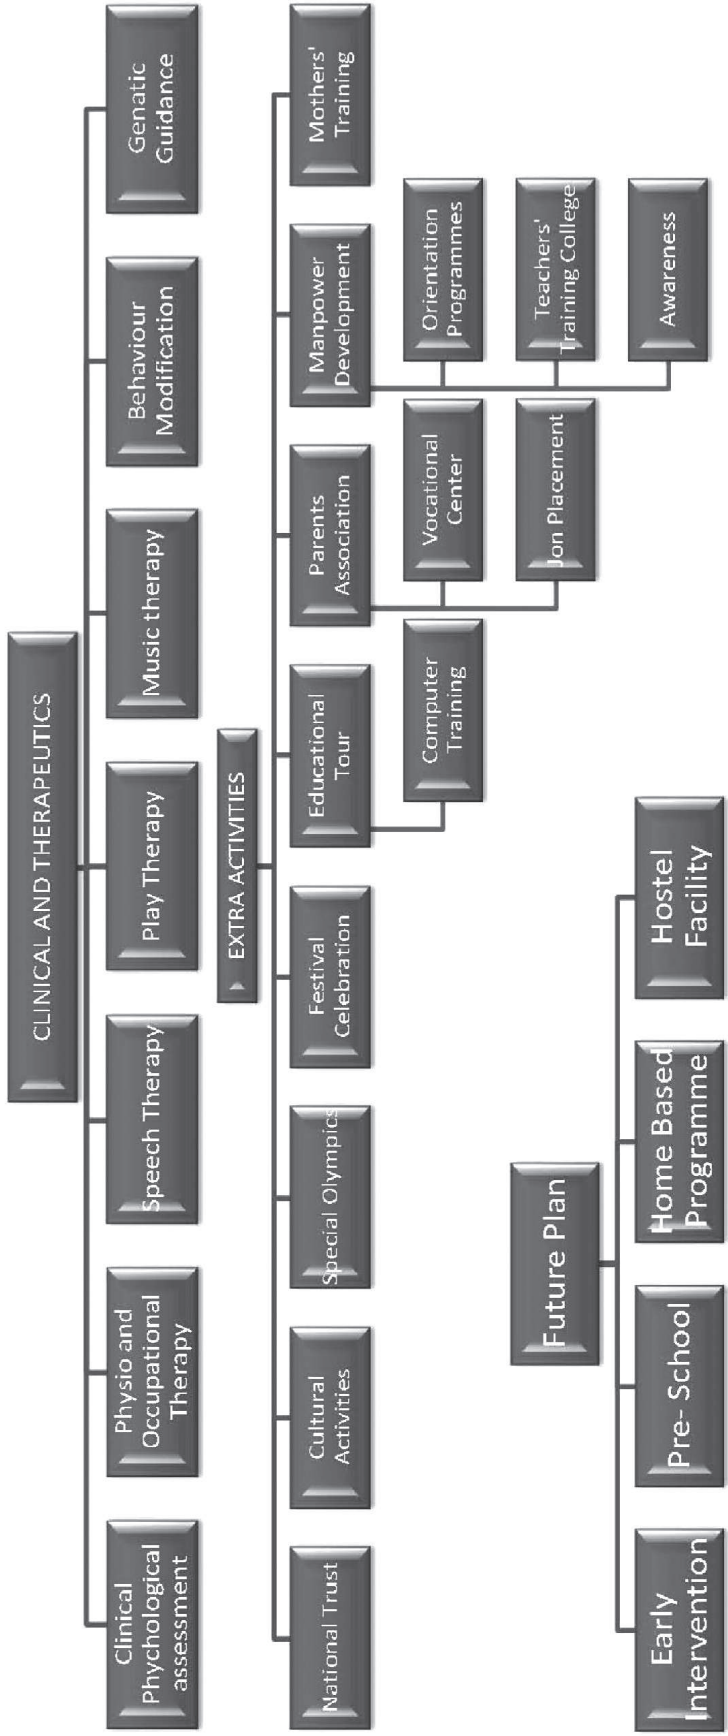 CLINICAL AND THERAPEUTICS
Clinical
Phychological
assessment
Physio and
Occupational
Therapy
Speech Therapy
Play Therapy
Music therapy
Behaviour
Modification
Genatic
Guidance
EXTRA ACTIVITIES
National Trust
Cultural
Activities
Special Olympics
Festival
Celebration
Educational
Tour
Computer
Training
Parents
Association
Vocational
Center
Jon Placement
Manpower
Development
Orientation
Programmes
Teachers'
Training College
Awareness
Mothers'
Training
Future Plan
Early
Intervention
Pre- School
Home Based
Programme
Hostel
Facility